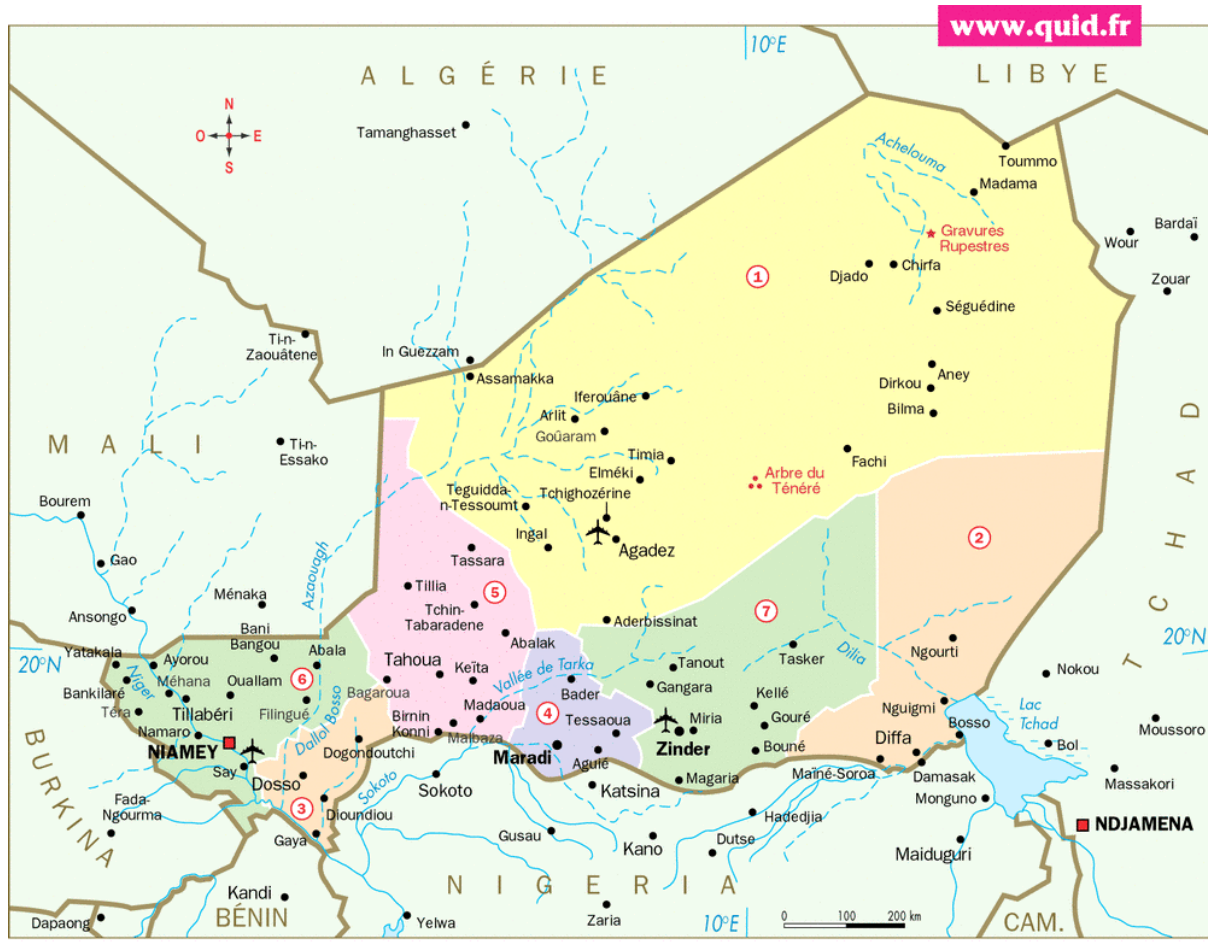 www.quid.fr
10°E
ALGÉRIE
LIBYE
N
O
E
S
Tamanghasset
Achelouma
Toummo
Madama
Gravures
Rupestres
Wour
Bardaï
Djado
Chirfa
1
Zouar
Séguédine
Ti-n-
Zaouâtene
In Guezzam
Assamakka
Aney
Dirkou
Bilma
Iferouâne
Arlit
Goûaram
MALI
Ti-n-
Essako
Timia
Elméki
Fachi
Arbre du
Ténéré
TCHAD
Teguidda-
n-Tessoumt
Tchighozérine
Bourem
Ingal
Agadez
2
Gao
Azaouagh
Tassara
Tillia
5
Ménaka
Ansongo
Tchin-
Tabaradene
7
Aderbissinat
Bani
Bangou
Abala
Abalak
20°N
20°N
Yatakala
Ayorou
Niger
Bankilaré
Méhana
Ouallam
6
Téra
Tillabéri
Filingué
Tahoua
Keïta
Bagaroua
Vallée de Tarka
Bader
Tanout
Gangara
Tasker
Dilia
Ngourti
Nokou
Namaro
NIAMEY
Dallol Bosso
Birnin
Konni
Madaoua
Malbaza
4
Tessaoua
Kellé
Gouré
Miria
Nguigmi
Bosso
Lac
Tchad
Moussoro
Bol
Say
Dosso
Dogondoutchi
Maradi
Aguié
Zinder
Bouné
Diffa
BURKINA
Fada-
Ngourma
3
Dioundiou
Sokoto
Sokoto
Katsina
Magaria
Maïné-Soroa
Damasak
Massakori
Monguno
Gaya
Gusau
Kano
Hadedjia
Dutse
NDJAMENA
Maiduguri
Kandi
NIGERIA
Dapaong
BÉNIN
Yelwa
Zaria
10°E
0
100
200 km
CAM.